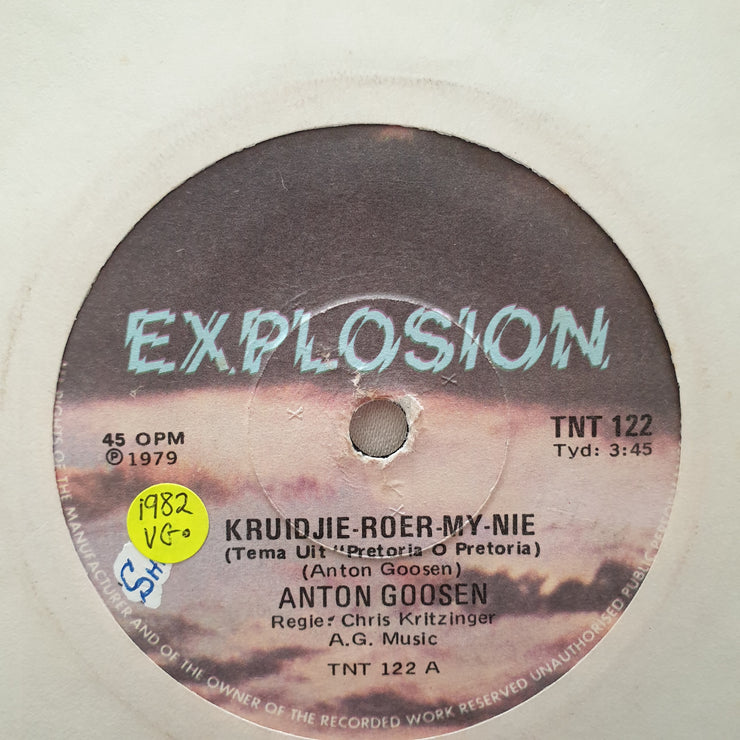 EXPLOSION
45 OPM
℗ 1979
TNT 122
Tyd: 3:45
1982
VG.
KRUIDJIE-ROER-MY-NIE
(Tema Uit "Pretoria O Pretoria)
(Anton Goosen)
ANTON GOOSEN
Regie: Chris Kritzinger
A.G. Music
TNT 122 A
RIGHTS OF THE MANUFACTURER AND OF THE OWNER OF THE RECORDED WORK RESERVED UNAUTHORISED PUBLIC